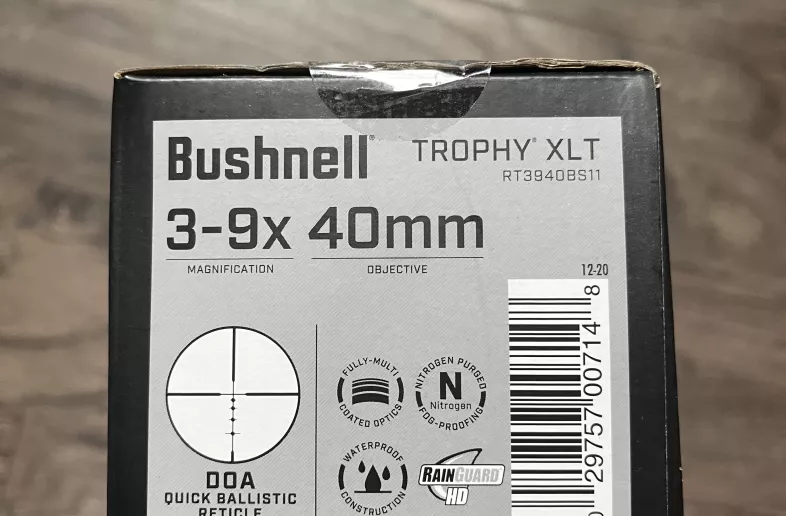 Bushnell®
TROPHY® XLT
RT3940BS11
3-9x 40mm
MAGNIFICATION
OBJECTIVE
12-20
FULLY-MULTI
COATED OPTICS
NITROGEN PURGED
N
Nitrogen
FOG-PROOFING
WATERPROOF
CONSTRUCTION
RAINGUARD
HD
DOA
QUICK BALLISTIC
RETICLE
29757 00714 8